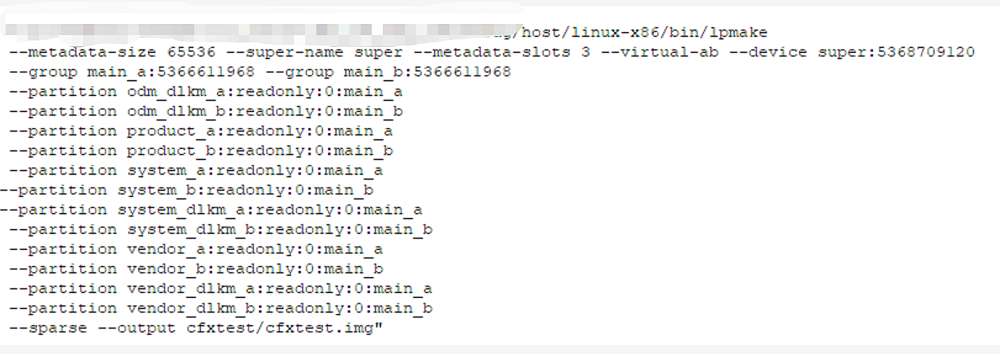 /host/linux-x86/bin/lpmake
--metadata-size 65536 --super-name super --metadata-slots 3 --virtual-ab --device super:5368709120
--group main_a:5366611968 --group main_b:5366611968
--partition odm_dlkm_a:readonly:0:main_a
--partition odm_dlkm_b:readonly:0:main_b
--partition product_a:readonly:0:main_a
--partition product_b:readonly:0:main_b
--partition system_a:readonly:0:main_a
--partition system_b:readonly:0:main_b
--partition system_dlkm_a:readonly:0:main_a
--partition system_dlkm_b:readonly:0:main_b
--partition vendor_a:readonly:0:main_a
--partition vendor_b:readonly:0:main_b
--partition vendor_dlkm_a:readonly:0:main_a
--partition vendor_dlkm_b:readonly:0:main_b
--sparse --output cfxtest/cfxtest.img"